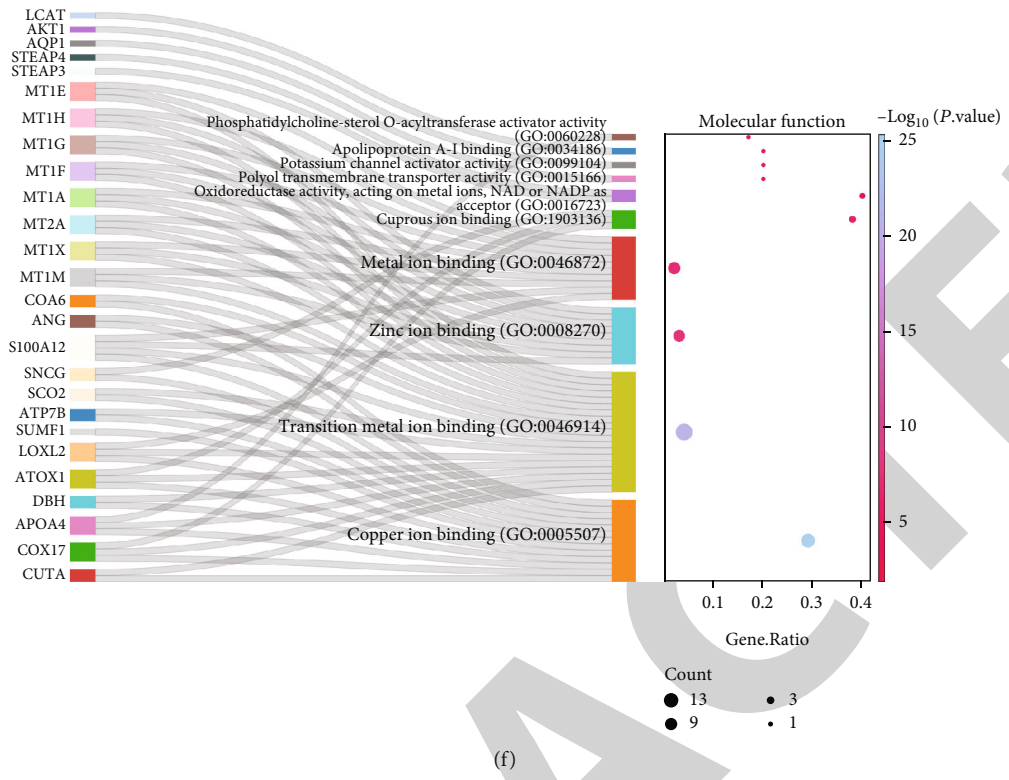 LCAT
AKT1
AQP1
STEAP4
STEAP3
MT1E
MT1H
MT1G
MT1F
MT1A
MT2A
MT1X
MT1M
COA6
ANG
S100A12
SNCG
SCO2
ATP7B
SUMF1
LOXL2
ATOX1
DBH
APOA4
COX17
CUTA
Phosphatidylcholine-sterol O-acyltransferase activator activity
(GO:0060228)
Apolipoprotein A-I binding (GO:0034186)
Potassium channel activator activity (GO:0099104)
Polyol transmembrane transporter activity (GO:0015166)
Oxidoreductase activity, acting on metal ions, NAD or NADP as
acceptor (GO:0016723)
Cuprous ion binding (GO:1903136)
Metal ion binding (GO:0046872)
Zinc ion binding (GO:0008270)
Transition metal ion binding (GO:0046914)
Copper ion binding (GO:0005507)
Molecular function
0.1 0.2 0.3 0.4
Gene.Ratio
−Log10 (P.value)
25
20
15
10
5
Count
13 3
9 1
(f)